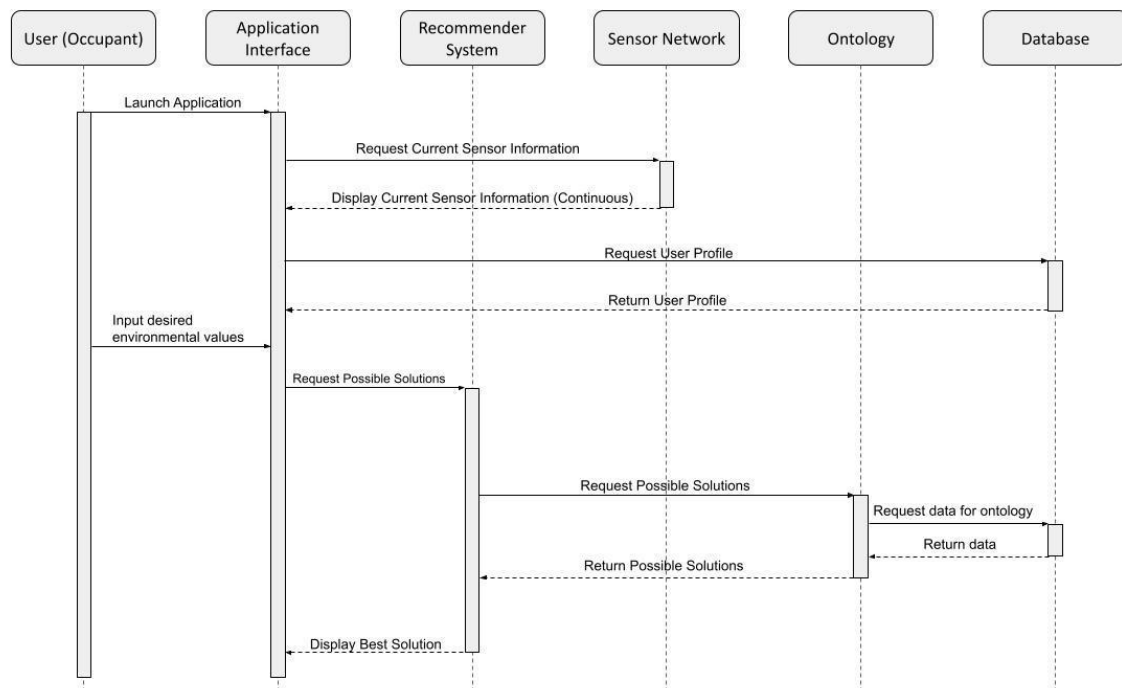 User (Occupant)
Application
Interface
Recommender
System
Sensor Network
Ontology
Database
Launch Application
Request Current Sensor Information
Display Current Sensor Information (Continuous)
Request User Profile
Return User Profile
Input desired
environmental values
Request Possible Solutions
Request Possible Solutions
Request data for ontology
Return data
Return Possible Solutions
Display Best Solution